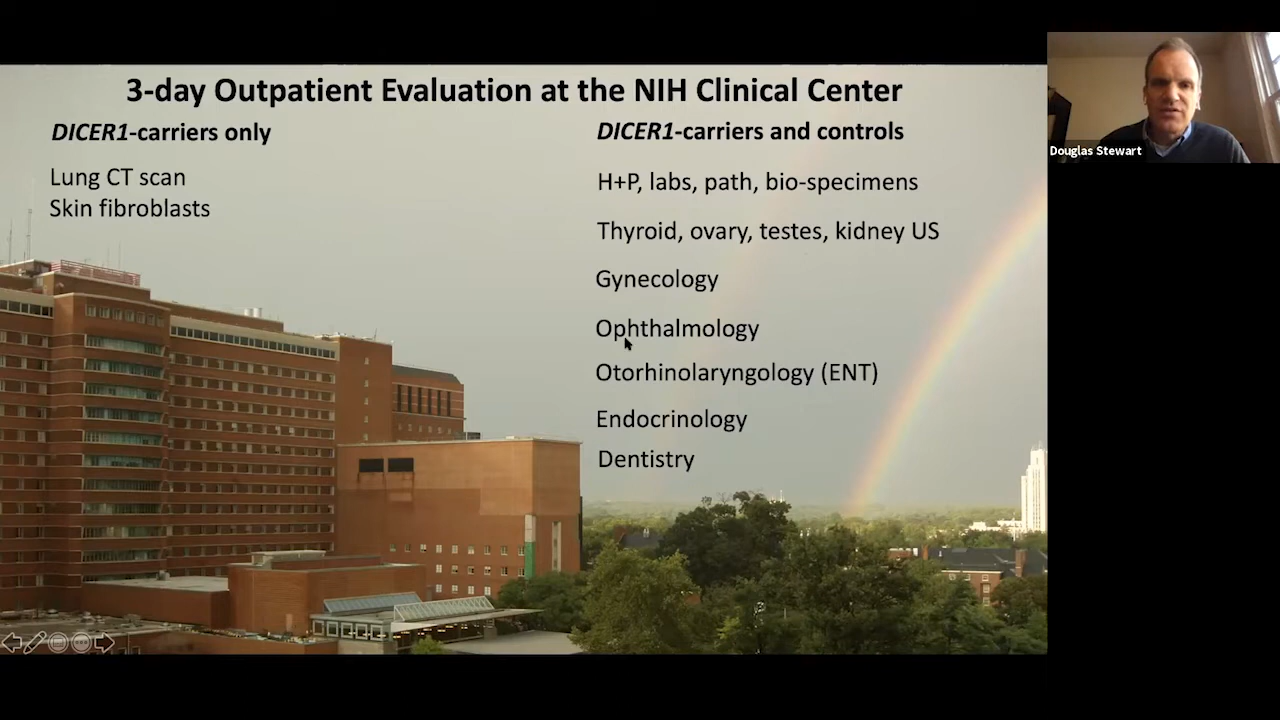 3-day Outpatient Evaluation at the NIH Clinical Center
DICER1-carriers only
Lung CT scan
Skin fibroblasts
DICER1-carriers and controls
H+P, labs, path, bio-specimens
Thyroid, ovary, testes, kidney US
Gynecology
Ophthalmology
Otorhinolaryngology (ENT)
Endocrinology
Dentistry
Douglas Stewart